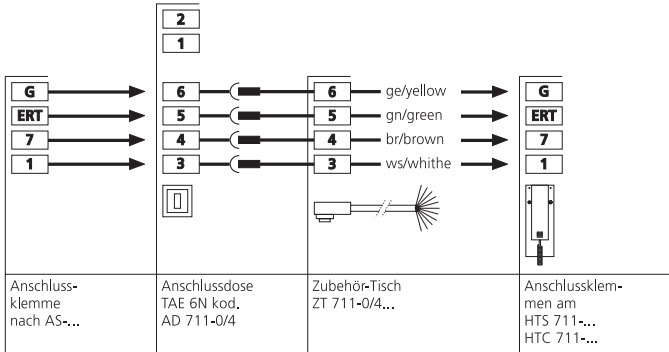 2
1
G 6 6 ge/yellow G
ERT 5 5 gn/green ERT
7 4 4 br/brown 7
1 3 3 ws/whithe 1
Anschluss-
klemme
nach AS-...
Anschlussdose
TAE 6N kod.
AD 711-0/4
Zubehör-Tisch
ZT 711-0/4...
Anschlussklem-
men am
HTS 711-...
HTC 711-...